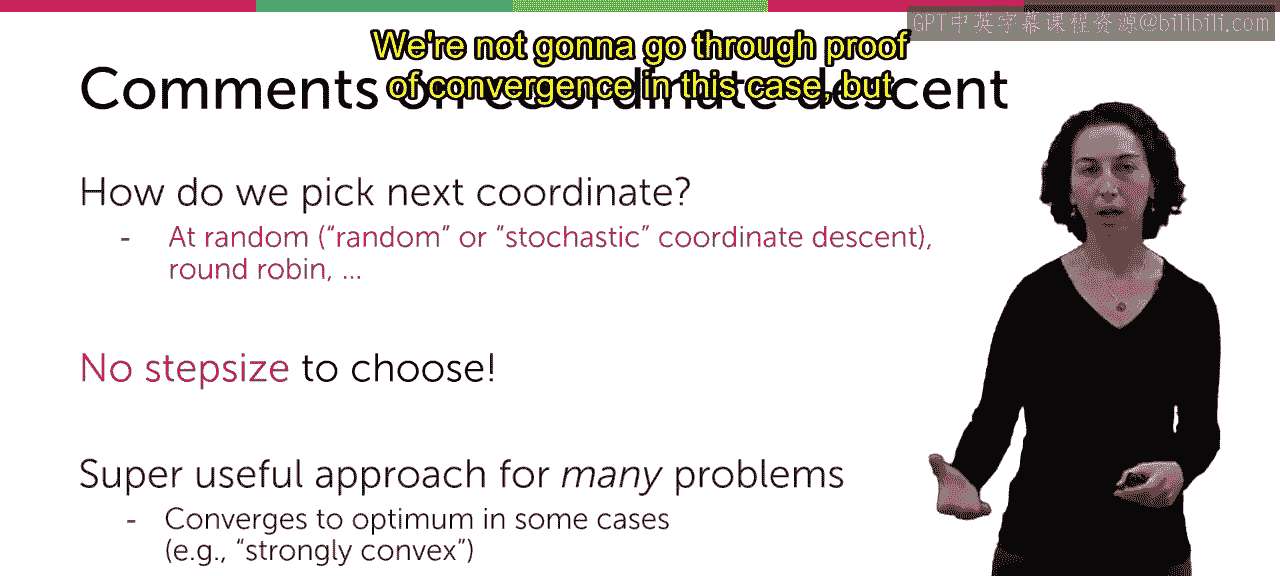 GPT中英字幕课程资源@bilibili.com
We're not gonna go through proof
of convergence in this case, but
Comments on coordinate descent
How do we pick next coordinate?
- At random (“random” or “stochastic” coordinate descent),
round robin, ...
No stepsize to choose!
Super useful approach for many problems
- Converges to optimum in some cases
(e.g., “strongly convex”)